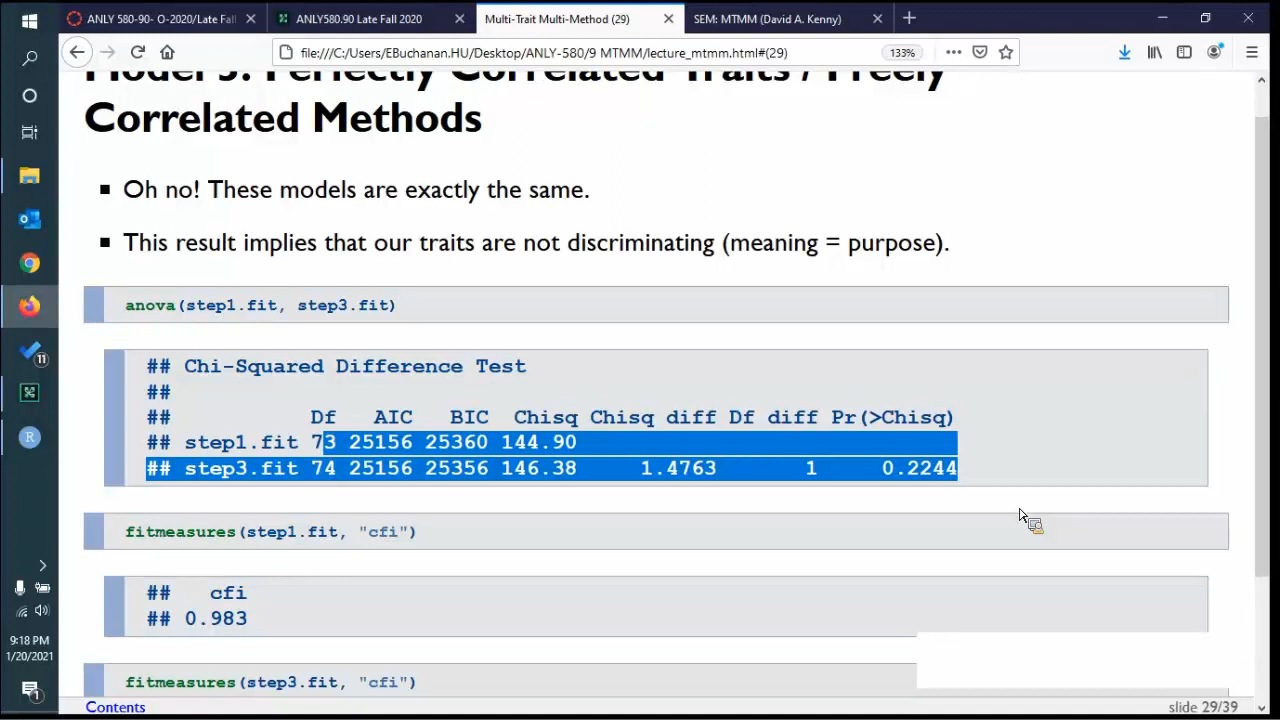 ANLY 580-90- O-2020/Late Fall
ANLY580.90 Late Fall 2020
Multi-Trait Multi-Method (29)
SEM: MTMM (David A. Kenny)
file:///C:/Users/EBuchanan.HU/Desktop/ANLY-580/9 MTMM/lecture_mtmm.html#(29)
133%
Model 3: Perfectly Correlated Traits / Freely
Correlated Methods
Oh no! These models are exactly the same.
This result implies that our traits are not discriminating (meaning = purpose).
anova(step1.fit, step3.fit)
## Chi-Squared Difference Test
##
## Df AIC BIC Chisq Chisq diff Df diff Pr(>Chisq)
## step1.fit 73 25156 25360 144.90
## step3.fit 74 25156 25356 146.38 1.4763 1 0.2244
fitmeasures(step1.fit, "cfi")
## cfi
## 0.983
fitmeasures(step3.fit, "cfi")
Contents
slide 29/39
11
9:18 PM
1/20/2021
1